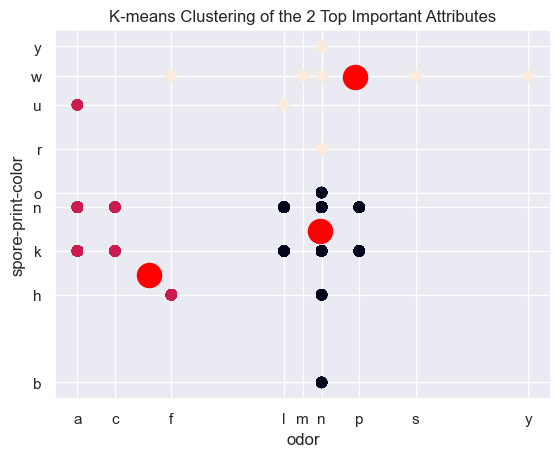 K-means Clustering of the 2 Top Important Attributes
y
w
u
r
o
n
k
h
b
spore-print-color
a c f l m n p s y
odor